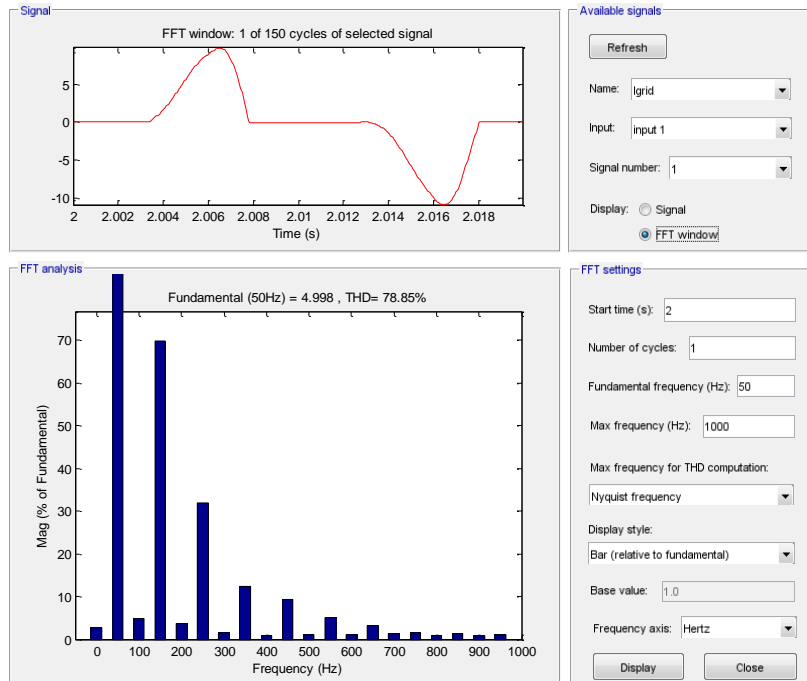 Signal
FFT window: 1 of 150 cycles of selected signal
5
0
-5
-10
2 2.002 2.004 2.006 2.008 2.01 2.012 2.014 2.016 2.018
Time (s)
Available signals
Refresh
Name: Igrid
Input: input 1
Signal number: 1
Display: Signal
FFT window
FFT analysis
Fundamental (50Hz) = 4.998 , THD= 78.85%
Mag (% of Fundamental)
70
60
50
40
30
20
10
0
0 100 200 300 400 500 600 700 800 900 1000
Frequency (Hz)
FFT settings
Start time (s): 2
Number of cycles: 1
Fundamental frequency (Hz): 50
Max frequency (Hz): 1000
Max frequency for THD computation:
Nyquist frequency
Display style:
Bar (relative to fundamental)
Base value: 1.0
Frequency axis: Hertz
Display Close